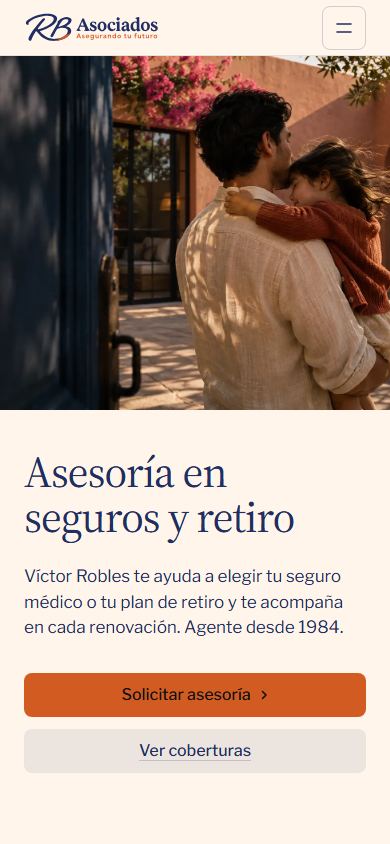 RB Asociados
Asegurando tu futuro
Asesoría en
seguros y retiro
Víctor Robles te ayuda a elegir tu seguro
médico o tu plan de retiro y te acompaña
en cada renovación. Agente desde 1984.
Solicitar asesoría
Ver coberturas